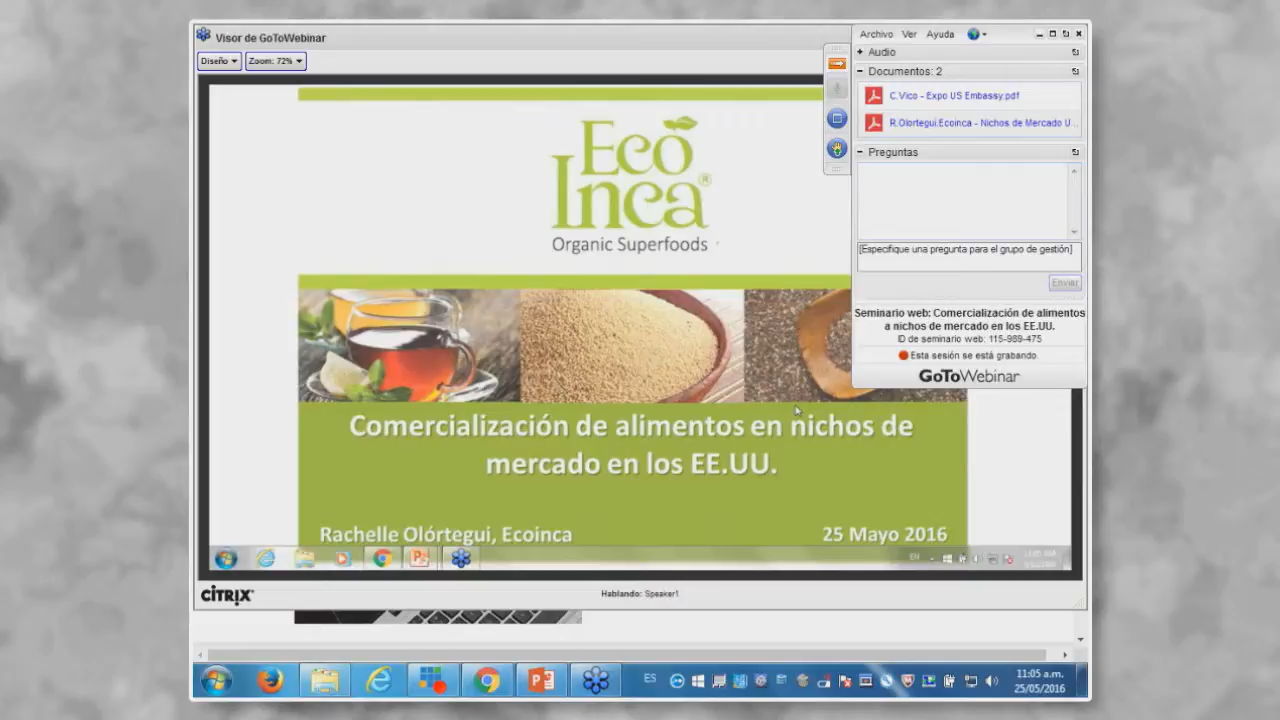 Visor de GoToWebinar
Diseño
Zoom: 72%
Archivo Ver Ayuda
Audio
Documentos: 2
C.Vico - Expo US Embassy.pdf
R.Olortegui.Ecoinca - Nichos de Mercado U...
Preguntas
[Especifique una pregunta para el grupo de gestión]
Enviar
Seminario web: Comercialización de alimentos
a nichos de mercado en los EE.UU.
ID de seminario web: 115-989-475
Esta sesión se está grabando.
GoToWebinar
Eco
Inca®
Organic Superfoods
Comercialización de alimentos en nichos de
mercado en los EE.UU.
Rachelle Olórtegui, Ecoinca
25 Mayo 2016
EN
CITRIX
Hablando: Speaker1
ES
11:05 a.m.
25/05/2016